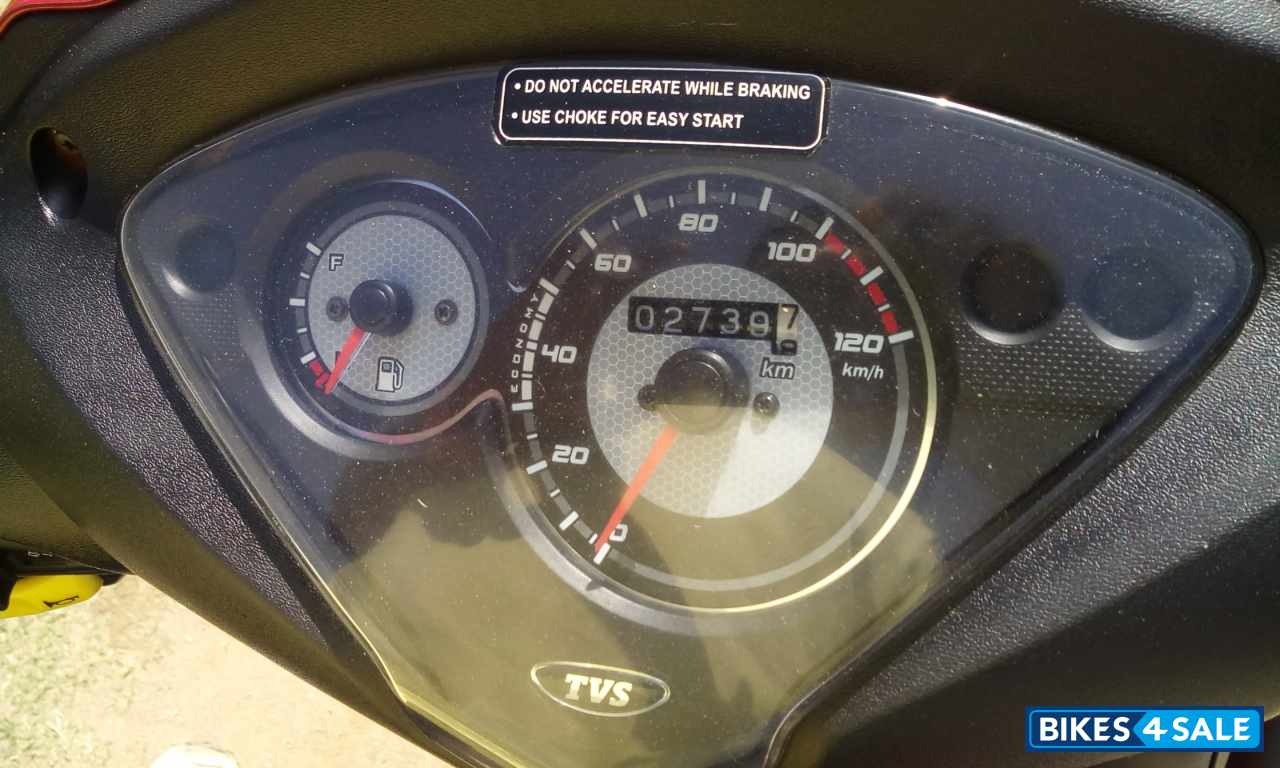 • DO NOT ACCELERATE WHILE BRAKING
• USE CHOKE FOR EASY START
F
80
60
100
ECONOMY
02739 7
40
120
km
km/h
20
0
TVS
BIKES4SALE